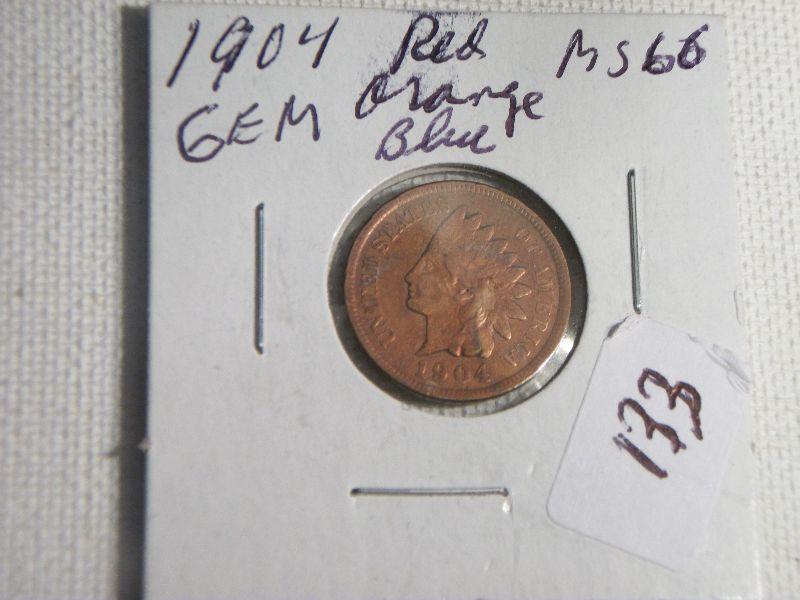 1904 Red MS66
GEM Orange
Blue
UNITED STATES OF AMERICA
1904
133